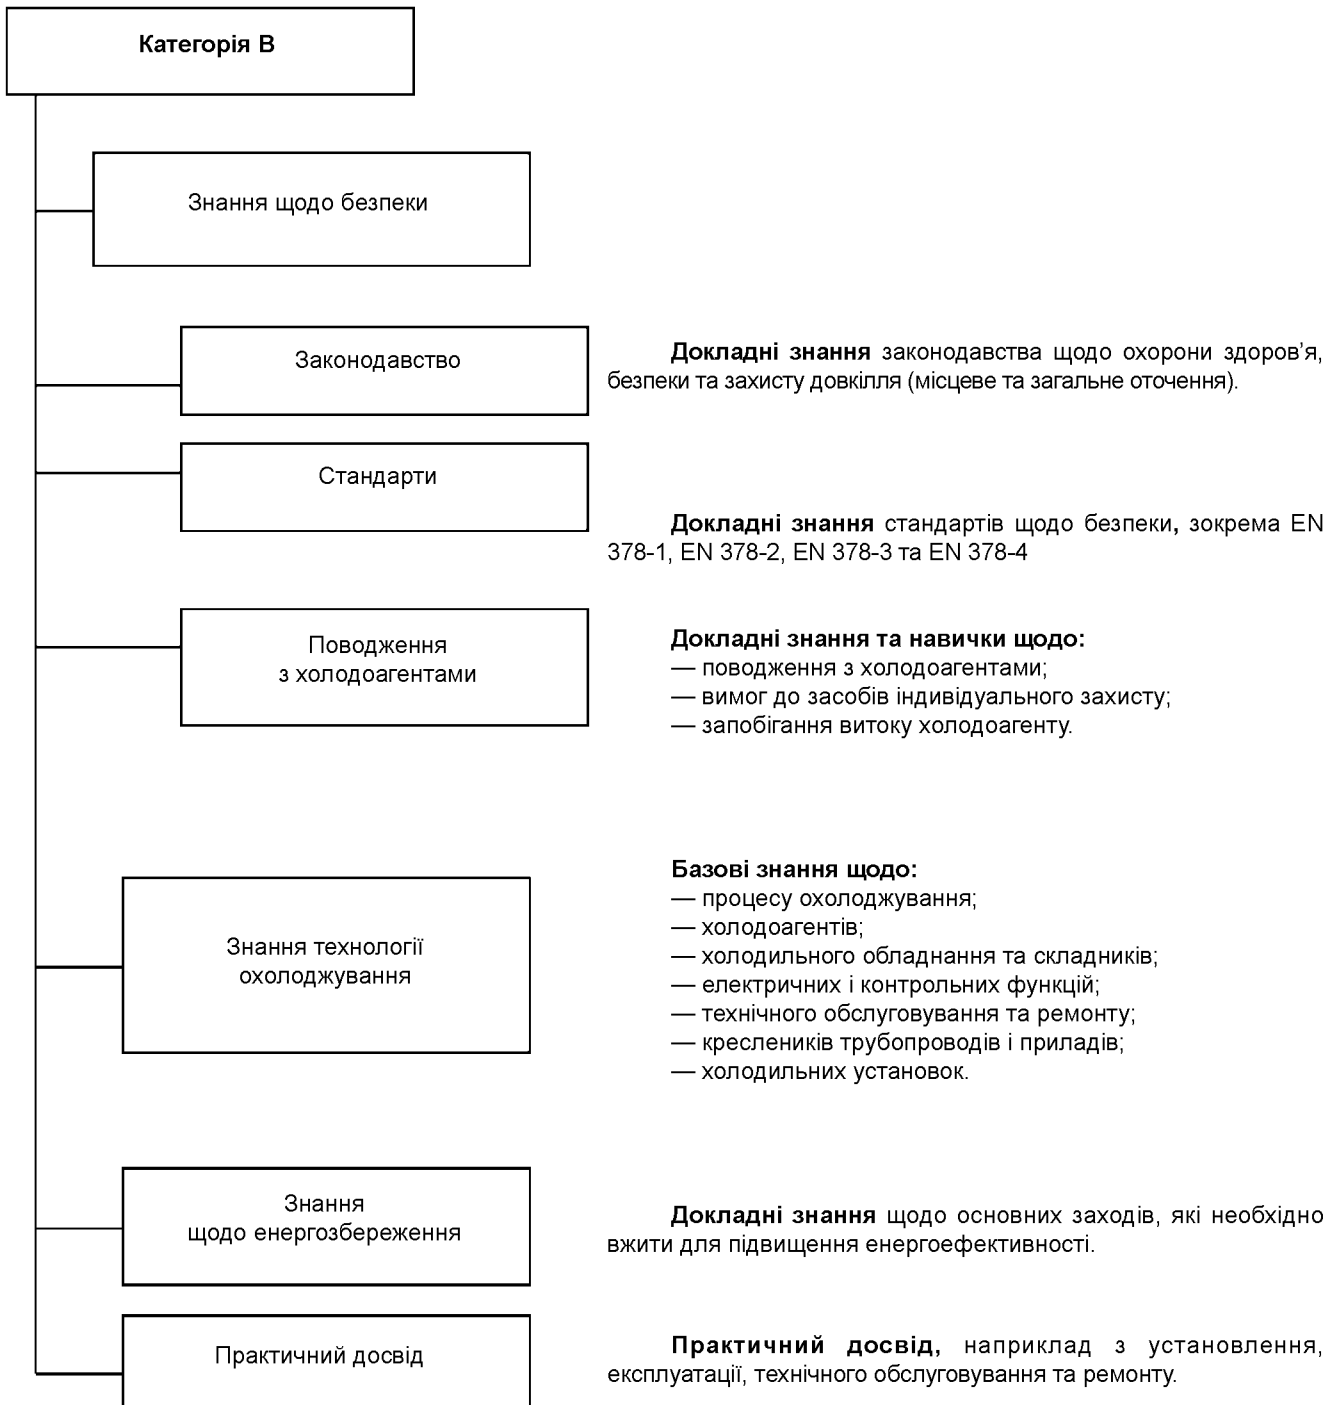 Категорія В
Знання щодо безпеки
Законодавство
Докладні знання законодавства щодо охорони здоров’я,
безпеки та захисту довкілля (місцеве та загальне оточення).
Стандарти
Докладні знання стандартів щодо безпеки, зокрема EN
378-1, EN 378-2, EN 378-3 та EN 378-4
Поводження
з холодоагентами
Докладні знання та навички щодо:
— поводження з холодоагентами;
— вимог до засобів індивідуального захисту;
— запобігання витоку холодоагенту.
Знання технології
охолоджування
Базові знання щодо:
— процесу охолоджування;
— холодоагентів;
— холодильного обладнання та складників;
— електричних і контрольних функцій;
— технічного обслуговування та ремонту;
— креслеників трубопроводів і приладів;
— холодильних установок.
Знання
щодо енергозбереження
Докладні знання щодо основних заходів, які необхідно
вжити для підвищення енергоефективності.
Практичний досвід
Практичний досвід, наприклад з установлення,
експлуатації, технічного обслуговування та ремонту.